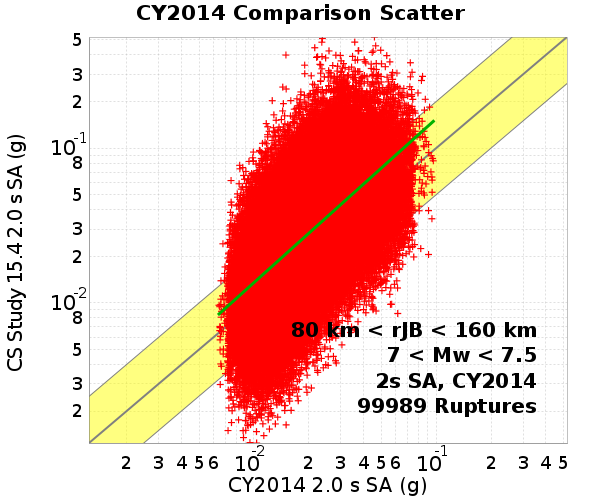 CY2014 Comparison Scatter
CS Study 15.4 2.0 s SA (g)
5
3
2
10^-1
8
5
3
2
10^-2
8
5
3
2
80 km < rJB < 160 km
7 < Mw < 7.5
2s SA, CY2014
99989 Ruptures
2 3 4 5 6 10^-2 2 3 4 5 6 10^-1 2 3 4 5
CY2014 2.0 s SA (g)